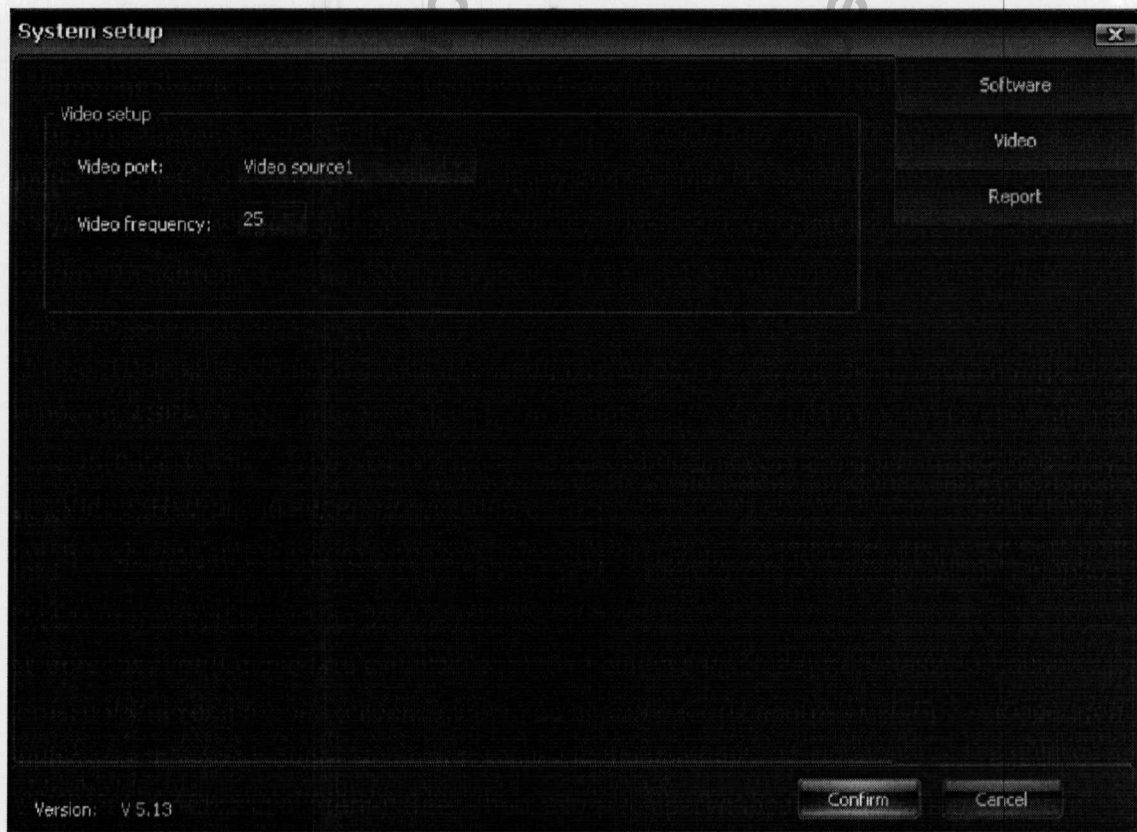 System setup
Software
Video
Report
Video setup
Video port: Video source1
Video frequency: 25
Version: V 5.13
Confirm
Cancel